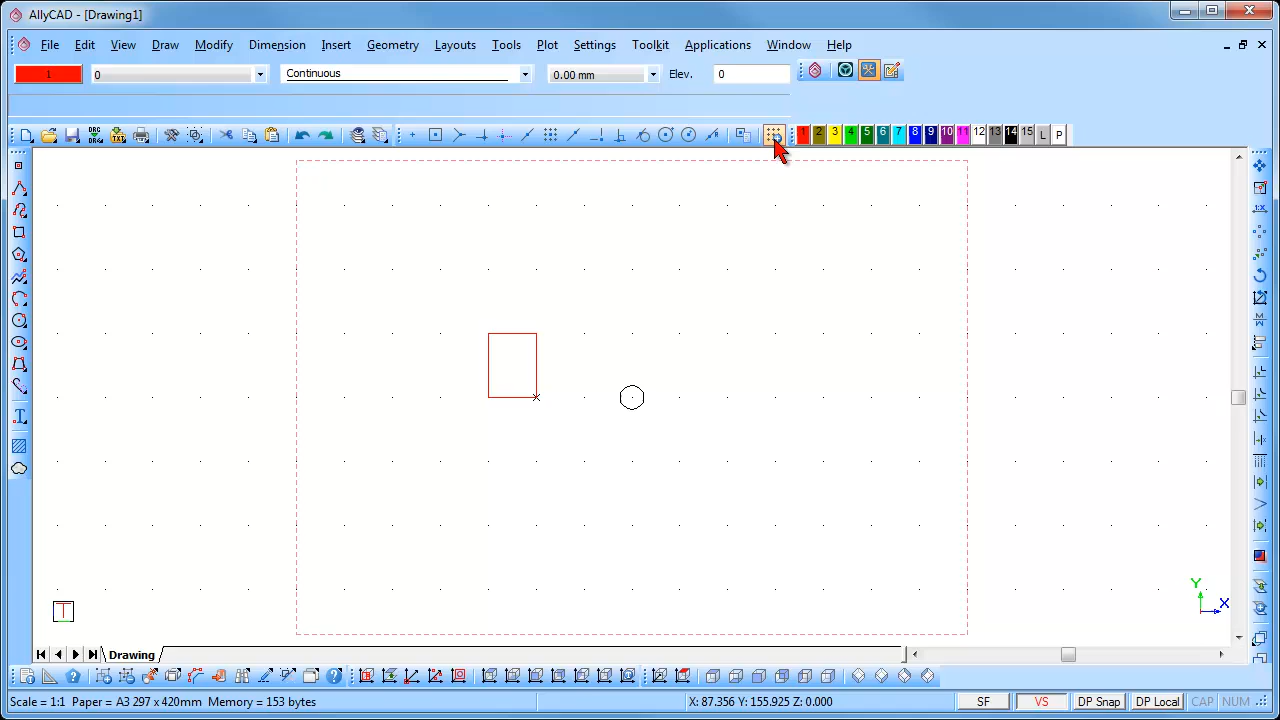 AllyCAD - [Drawing1]
File Edit View Draw Modify Dimension Insert Geometry Layouts Tools Plot Settings Toolkit Applications Window Help
1 0 Continuous 0.00 mm Elev. 0
DRC TXT 1 2 3 4 5 6 7 8 9 10 11 12 13 14 15 L P
1:X
T
T
Y
X
Drawing
Scale = 1:1 Paper = A3 297 x 420mm Memory = 153 bytes X: 87.356 Y: 155.925 Z: 0.000 SF VS DP Snap DP Local CAP NUM